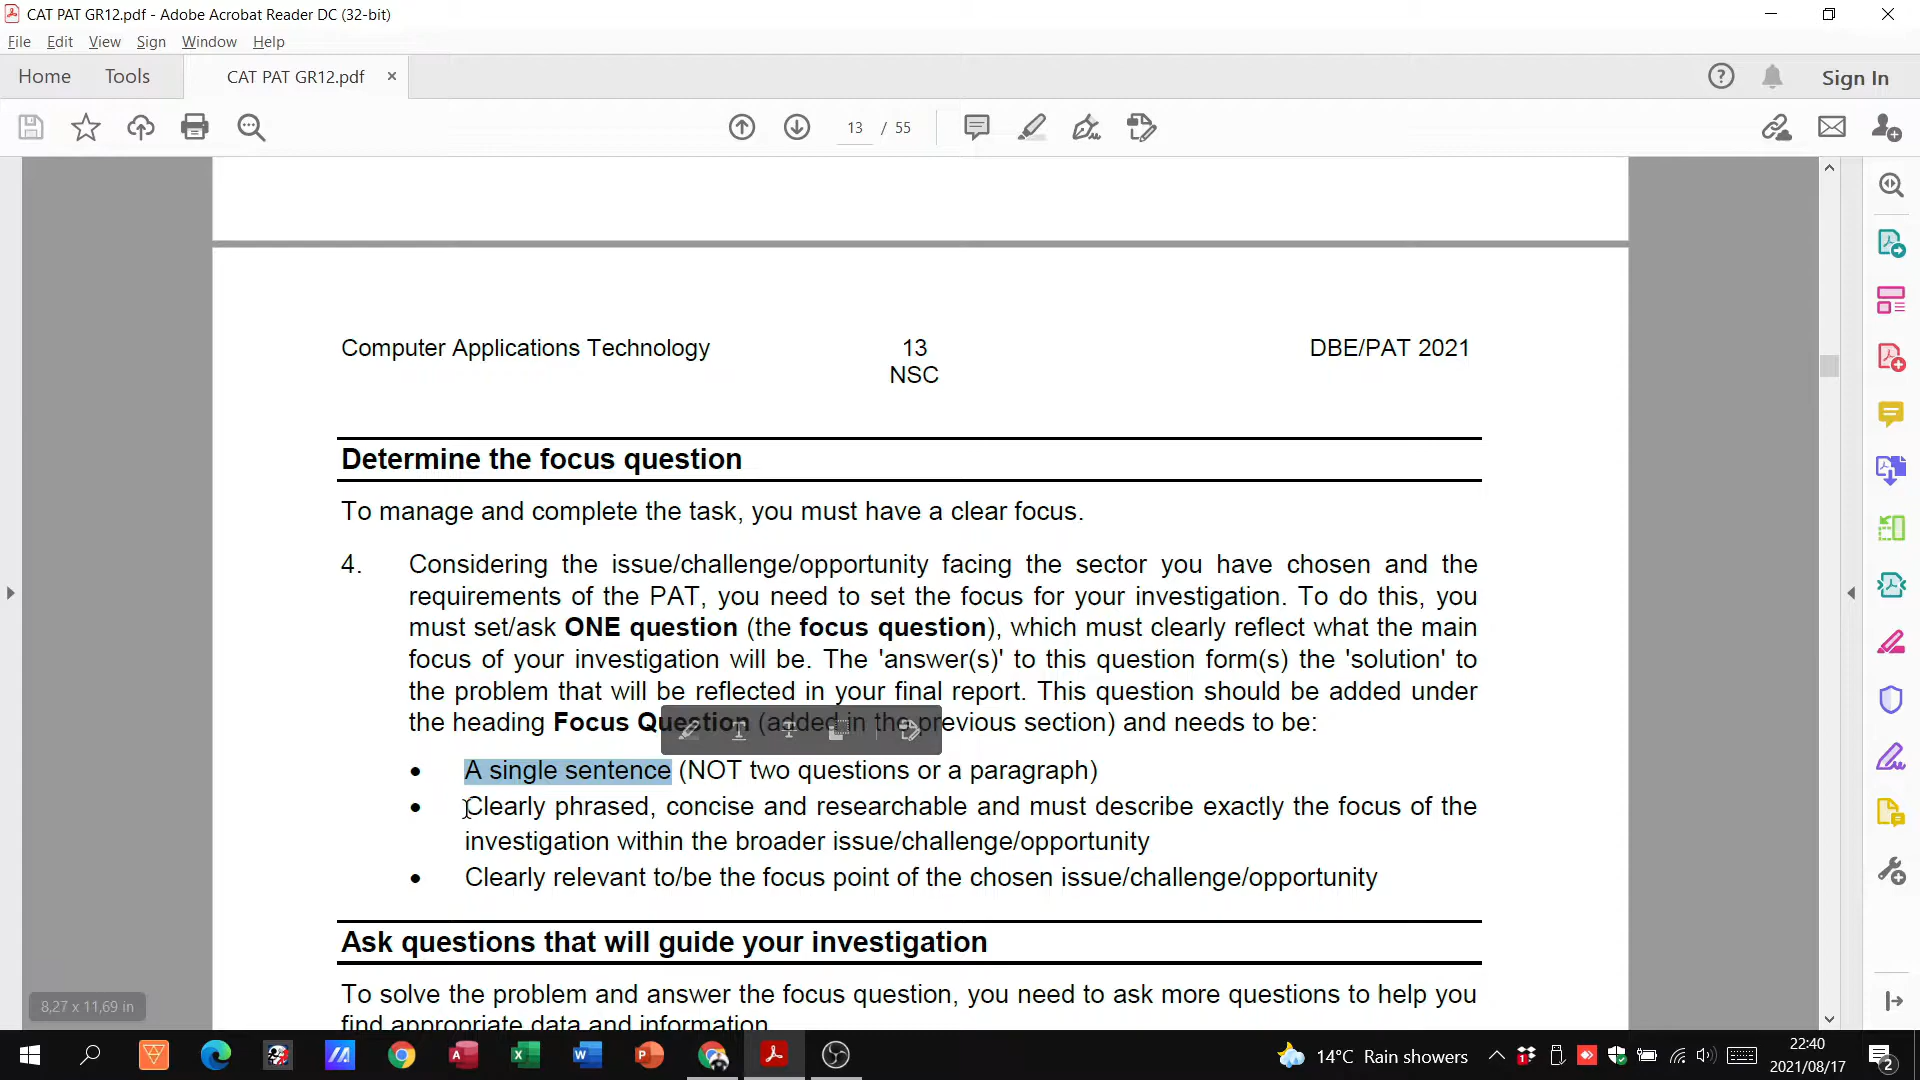 CAT PAT GR12.pdf - Adobe Acrobat Reader DC (32-bit)
File Edit View Sign Window Help
Home Tools CAT PAT GR12.pdf × Sign In
13 / 55
Computer Applications Technology 13 DBE/PAT 2021
NSC
Determine the focus question
To manage and complete the task, you must have a clear focus.
4. Considering the issue/challenge/opportunity facing the sector you have chosen and the
requirements of the PAT, you need to set the focus for your investigation. To do this, you
must set/ask ONE question (the focus question), which must clearly reflect what the main
focus of your investigation will be. The 'answer(s)' to this question form(s) the 'solution' to
the problem that will be reflected in your final report. This question should be added under
the heading Focus Question (added in the previous section) and needs to be:
• A single sentence (NOT two questions or a paragraph)
• Clearly phrased, concise and researchable and must describe exactly the focus of the
investigation within the broader issue/challenge/opportunity
• Clearly relevant to/be the focus point of the chosen issue/challenge/opportunity
Ask questions that will guide your investigation
To solve the problem and answer the focus question, you need to ask more questions to help you
find appropriate data and information.
8,27 x 11,69 in
14°C Rain showers
22:40
2021/08/17
2